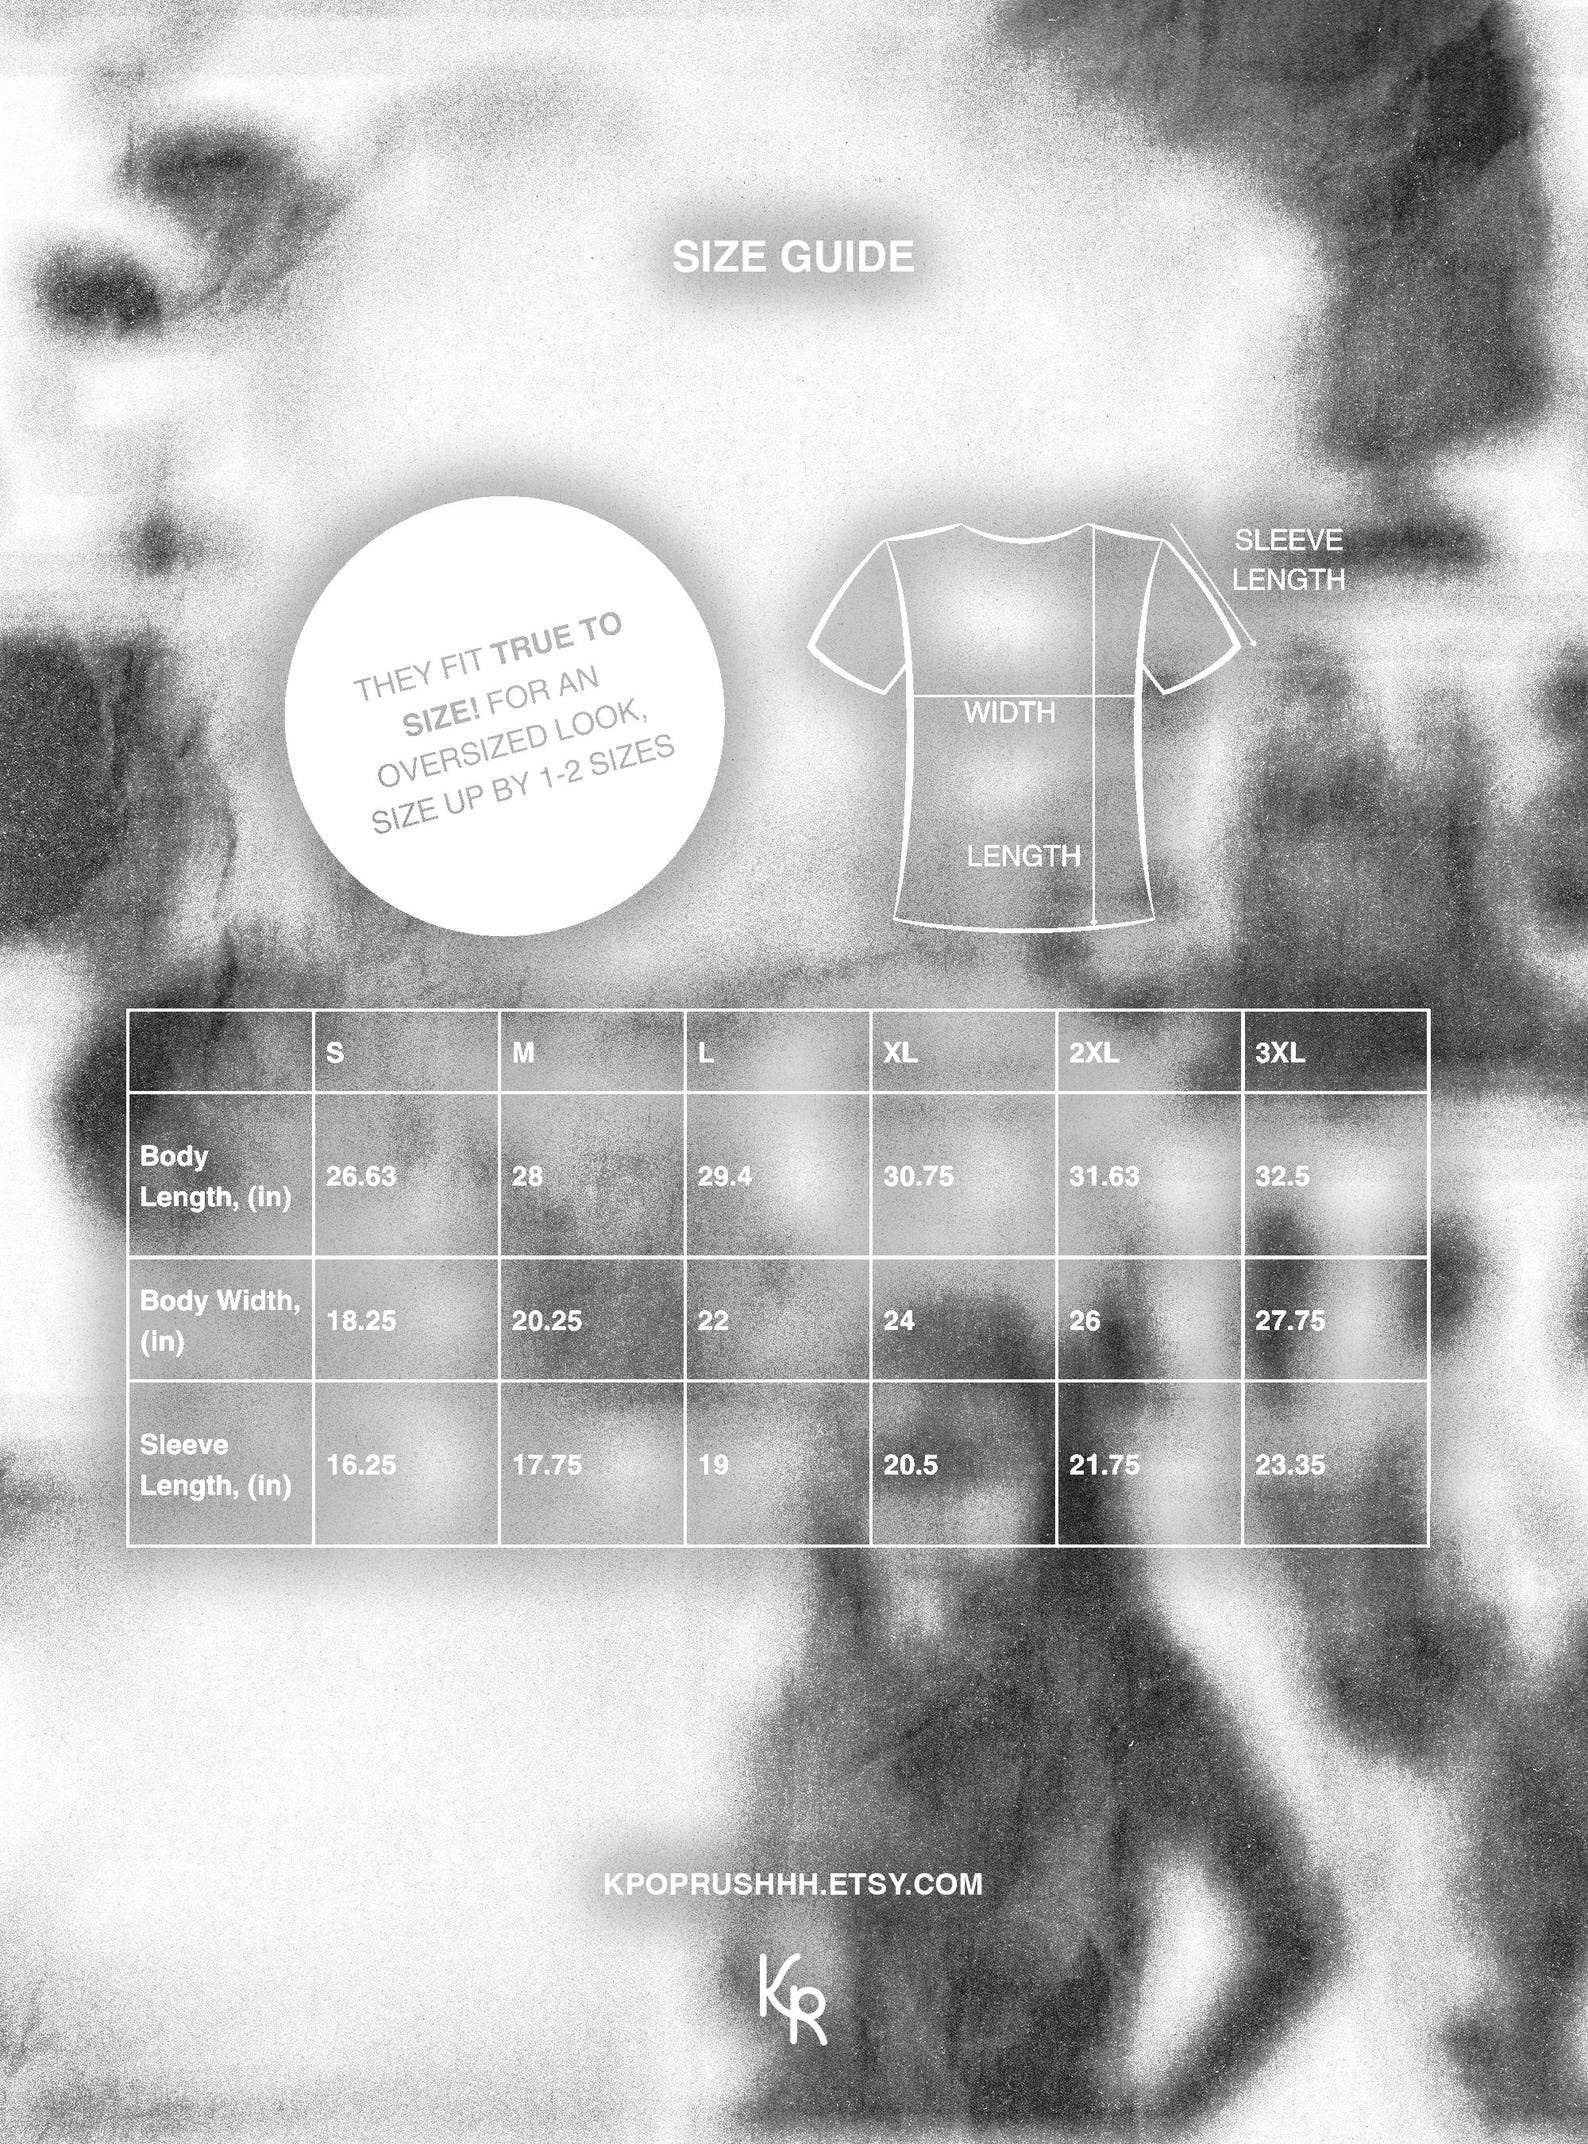 SIZE GUIDE
THEY FIT TRUE TO
SIZE! FOR AN
OVERSIZED LOOK,
SIZE UP BY 1-2 SIZES
SLEEVE
LENGTH
WIDTH
LENGTH
S M L XL 2XL 3XL
Body
Length, (in) 26.63 28 29.4 30.75 31.63 32.5
Body Width,
(in) 18.25 20.25 22 24 26 27.75
Sleeve
Length, (in) 16.25 17.75 19 20.5 21.75 23.35
KPOPRUSHHH.ETSY.COM
KR